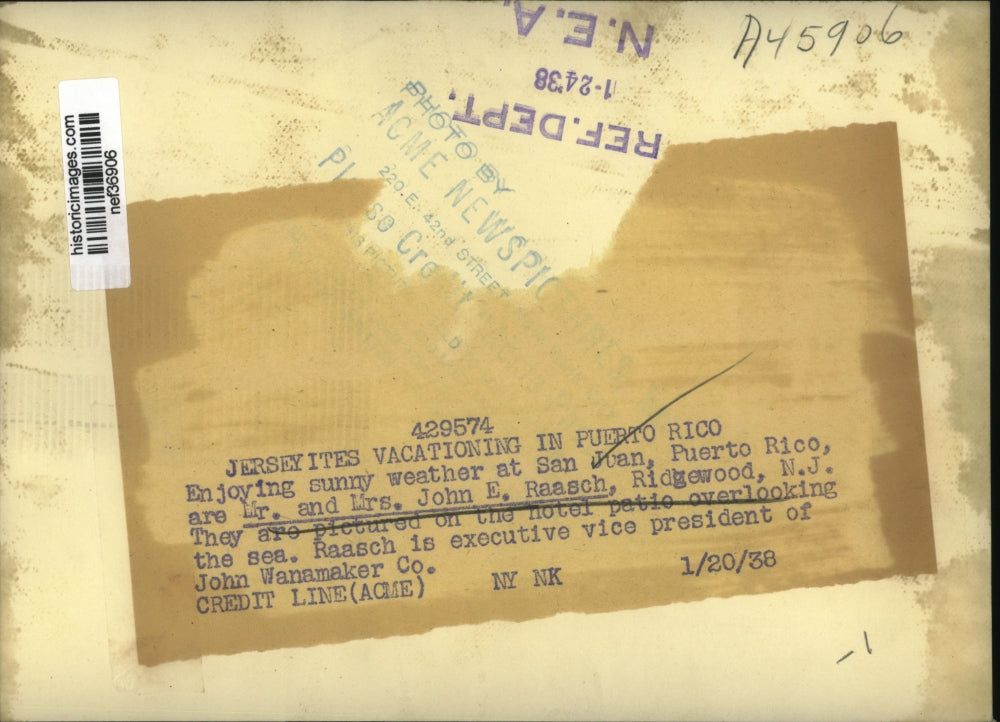 A45906
N.E.A.
1-24'38
REF. DEPT.
historicimages.com
nef36906
PHOTO BY
ACME NEWSPIC
220 E. 42nd STREET
429574
JERSEYITES VACATIONING IN PUERTO RICO
Enjoying sunny weather at San Juan, Puerto Rico,
are Mr. and Mrs. John E. Raasch, Ridgewood, N.J.
They are pictured on the hotel patio overlooking
the sea. Raasch is executive vice president of
John Wanamaker Co.
CREDIT LINE(ACME) NY NK 1/20/38
-1